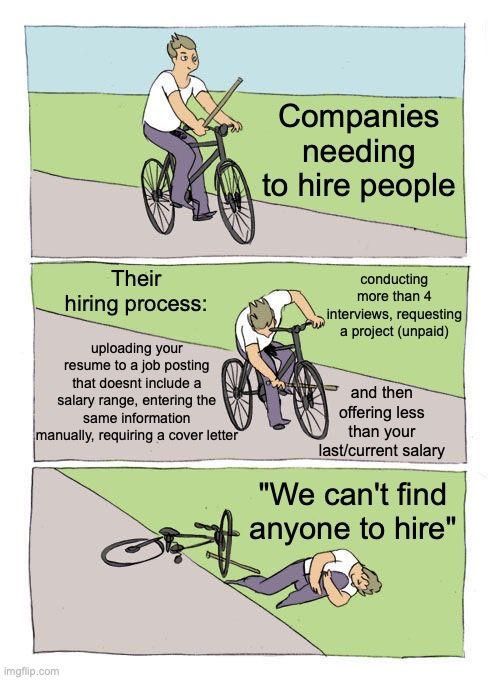 Companies
needing
to hire people
Their
hiring process:
uploading your
resume to a job posting
that doesnt include a
salary range, entering the
same information
manually, requiring a cover letter
conducting
more than 4
interviews, requesting
a project (unpaid)
and then
offering less
than your
last/current salary
"We can't find
anyone to hire"
imgflip.com